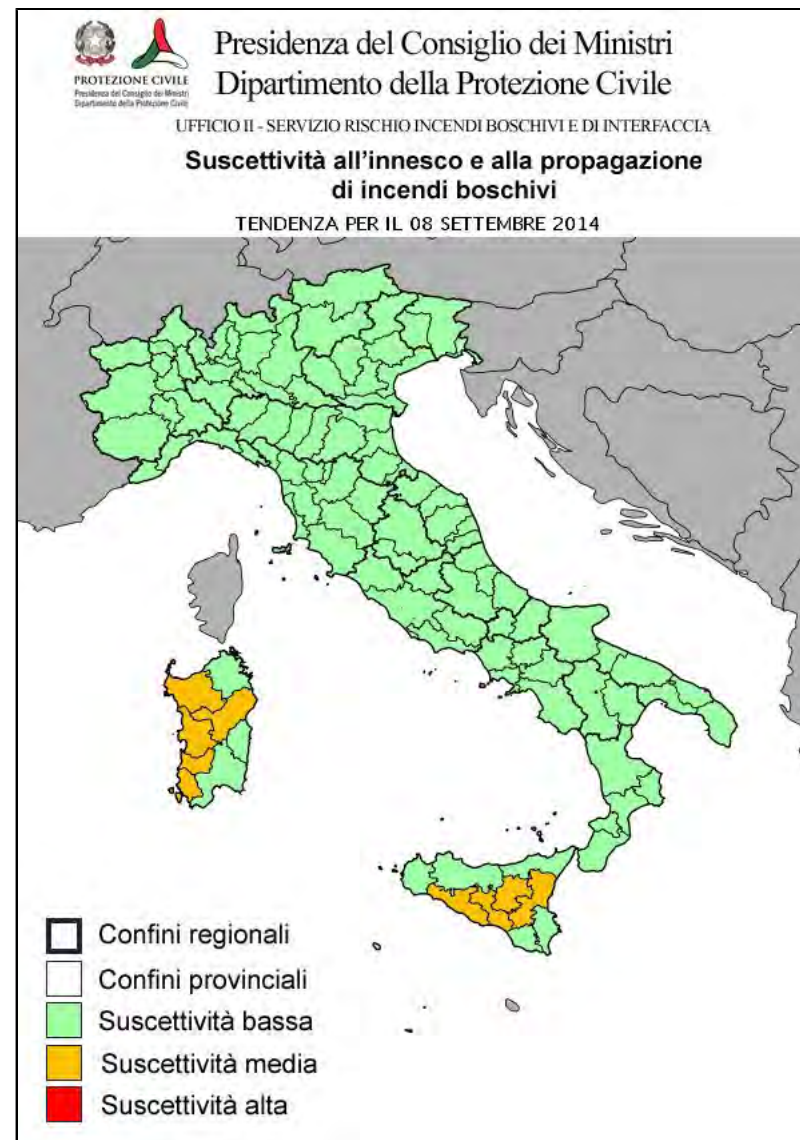 Presidenza del Consiglio dei Ministri
Dipartimento della Protezione Civile
PROTEZIONE CIVILE
Presidenza del Consiglio dei Ministri
Dipartimento della Protezione Civile
UFFICIO II - SERVIZIO RISCHIO INCENDI BOSCHIVI E DI INTERFACCIA
Suscettività all'innesco e alla propagazione
di incendi boschivi
TENDENZA PER IL 08 SETTEMBRE 2014
Confini regionali
Confini provinciali
Suscettività bassa
Suscettività media
Suscettività alta